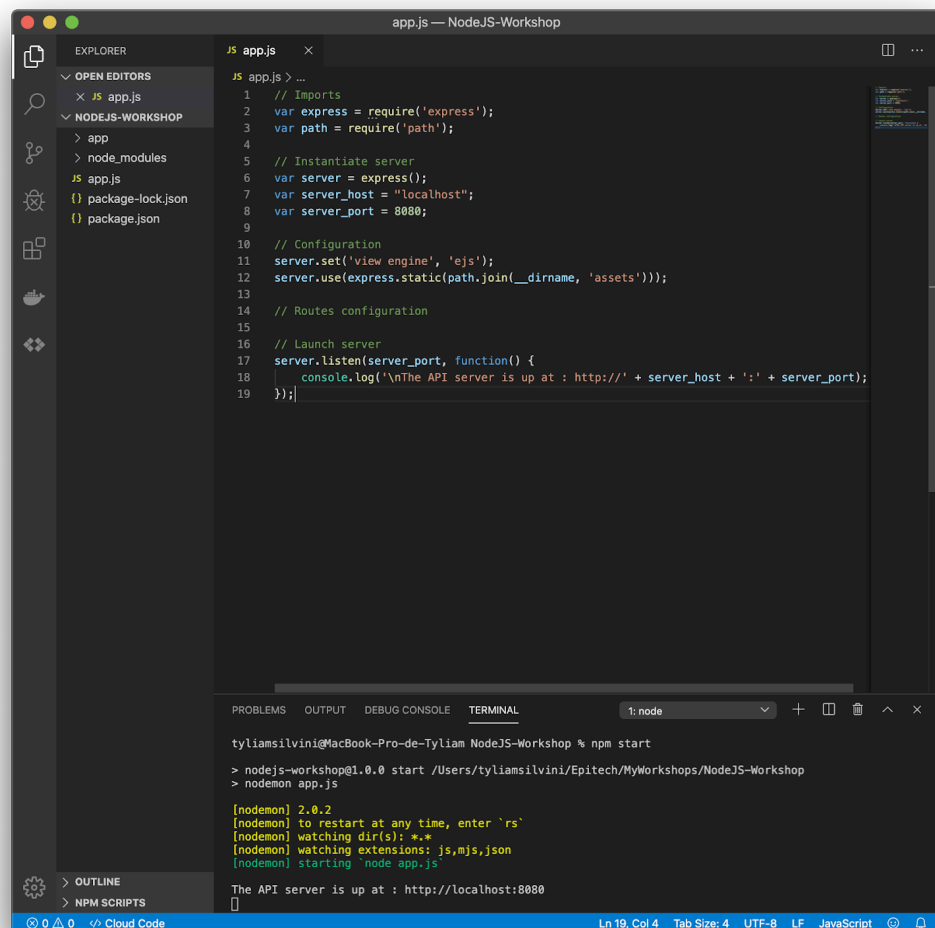 app.js — NodeJS-Workshop
EXPLORER
OPEN EDITORS
JS app.js
NODEJS-WORKSHOP
app
node_modules
JS app.js
{} package-lock.json
{} package.json
OUTLINE
NPM SCRIPTS
JS app.js
JS app.js > ...
1 // Imports
2 var express = require('express');
3 var path = require('path');
4
5 // Instantiate server
6 var server = express();
7 var server_host = "localhost";
8 var server_port = 8080;
9
10 // Configuration
11 server.set('view engine', 'ejs');
12 server.use(express.static(path.join(__dirname, 'assets')));
13
14 // Routes configuration
15
16 // Launch server
17 server.listen(server_port, function() {
18     console.log('\nThe API server is up at : http://' + server_host + ':' + server_port);
19 });
PROBLEMS OUTPUT DEBUG CONSOLE TERMINAL 1: node
tyliamsilvini@MacBook-Pro-de-Tyliam NodeJS-Workshop % npm start
> nodejs-workshop@1.0.0 start /Users/tyliamsilvini/Epitech/MyWorkshops/NodeJS-Workshop
> nodemon app.js
[nodemon] 2.0.2
[nodemon] to restart at any time, enter `rs`
[nodemon] watching dir(s): *.*
[nodemon] watching extensions: js,mjs,json
[nodemon] starting `node app.js`
The API server is up at : http://localhost:8080
0 0 Cloud Code Ln 19, Col 4 Tab Size: 4 UTF-8 LF JavaScript